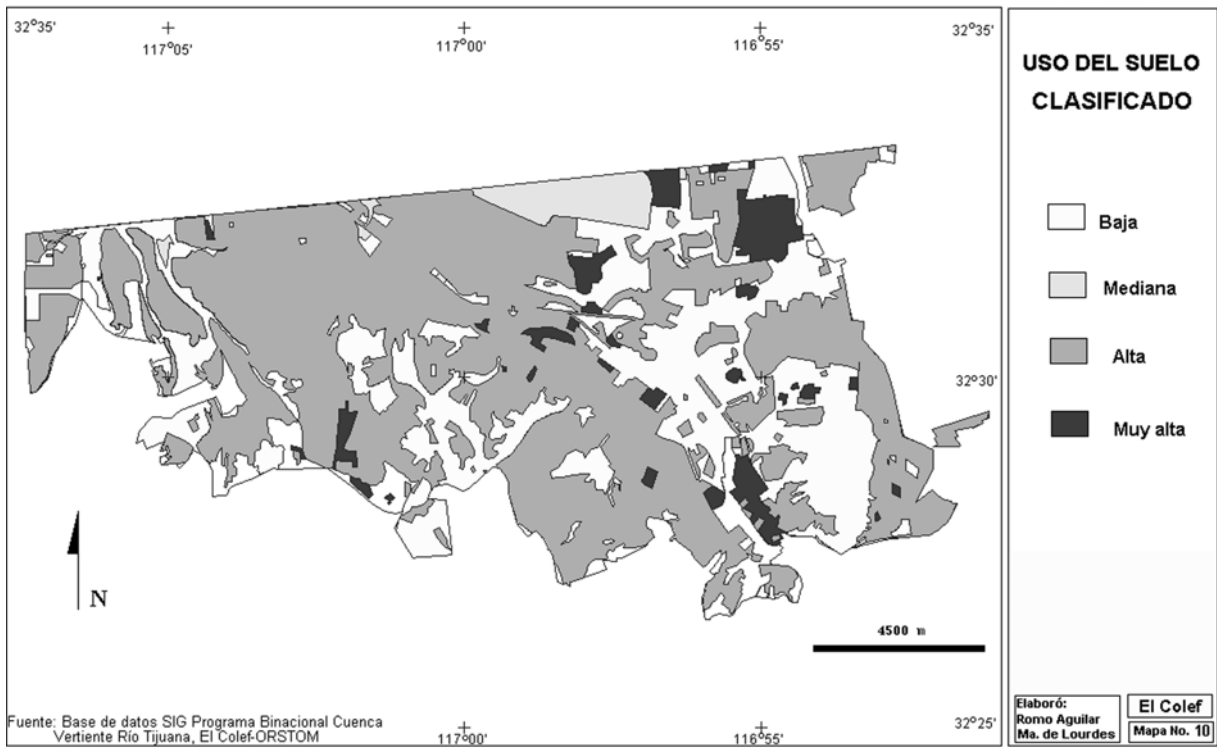 32°35'
117°05'
117°00'
116°55'
32°35'
32°30'
N
4500 m
Fuente: Base de datos SIG Programa Binacional Cuenca
Vertiente Río Tijuana, El Colef-ORSTOM
117°00'
116°55'
32°25'
USO DEL SUELO
CLASIFICADO
Baja
Mediana
Alta
Muy alta
Elaboró:
Romo Aguilar
Ma. de Lourdes
El Colef
Mapa No. 10